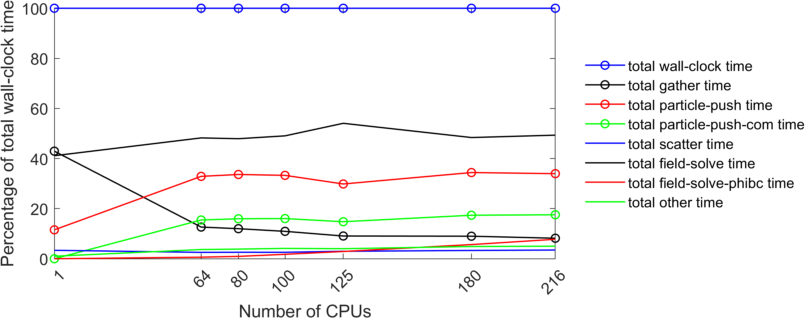 Percentage of total wall-clock time
100
80
60
40
20
0
1
64
80
100
125
180
216
Number of CPUs
total wall-clock time
total gather time
total particle-push time
total particle-push-com time
total scatter time
total field-solve time
total field-solve-phibc time
total other time